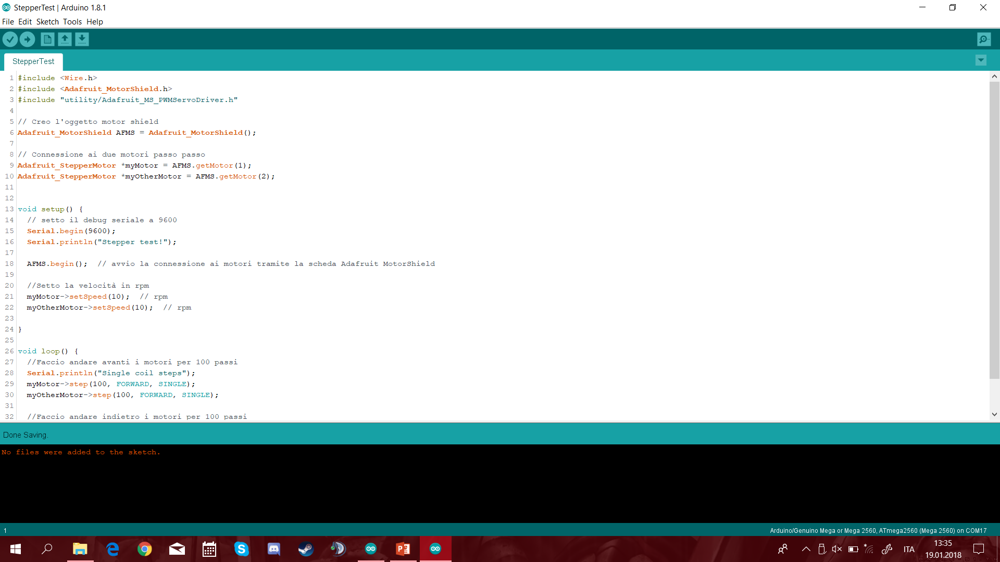 StepperTest | Arduino 1.8.1
File Edit Sketch Tools Help
StepperTest
1 #include <Wire.h>
2 #include <Adafruit_MotorShield.h>
3 #include "utility/Adafruit_MS_PWMServoDriver.h"
4
5 // Creo l'oggetto motor shield
6 Adafruit_MotorShield AFMS = Adafruit_MotorShield();
7
8 // Connessione ai due motori passo passo
9 Adafruit_StepperMotor *myMotor = AFMS.getMotor(1);
10 Adafruit_StepperMotor *myOtherMotor = AFMS.getMotor(2);
11
12
13 void setup() {
14 // setto il debug seriale a 9600
15 Serial.begin(9600);
16 Serial.println("Stepper test!");
17
18 AFMS.begin(); // avvio la connessione ai motori tramite la scheda Adafruit MotorShield
19
20 //Setto la velocità in rpm
21 myMotor->setSpeed(10); // rpm
22 myOtherMotor->setSpeed(10); // rpm
23
24 }
25
26 void loop() {
27 //Faccio andare avanti i motori per 100 passi
28 Serial.println("Single coil steps");
29 myMotor->step(100, FORWARD, SINGLE);
30 myOtherMotor->step(100, FORWARD, SINGLE);
31
32 //Faccio andare indietro i motori per 100 passi
Done Saving.
No files were added to the sketch.
1 Arduino/Genuino Mega or Mega 2560, ATmega2560 (Mega 2560) on COM17
ITA
13:35
19.01.2018